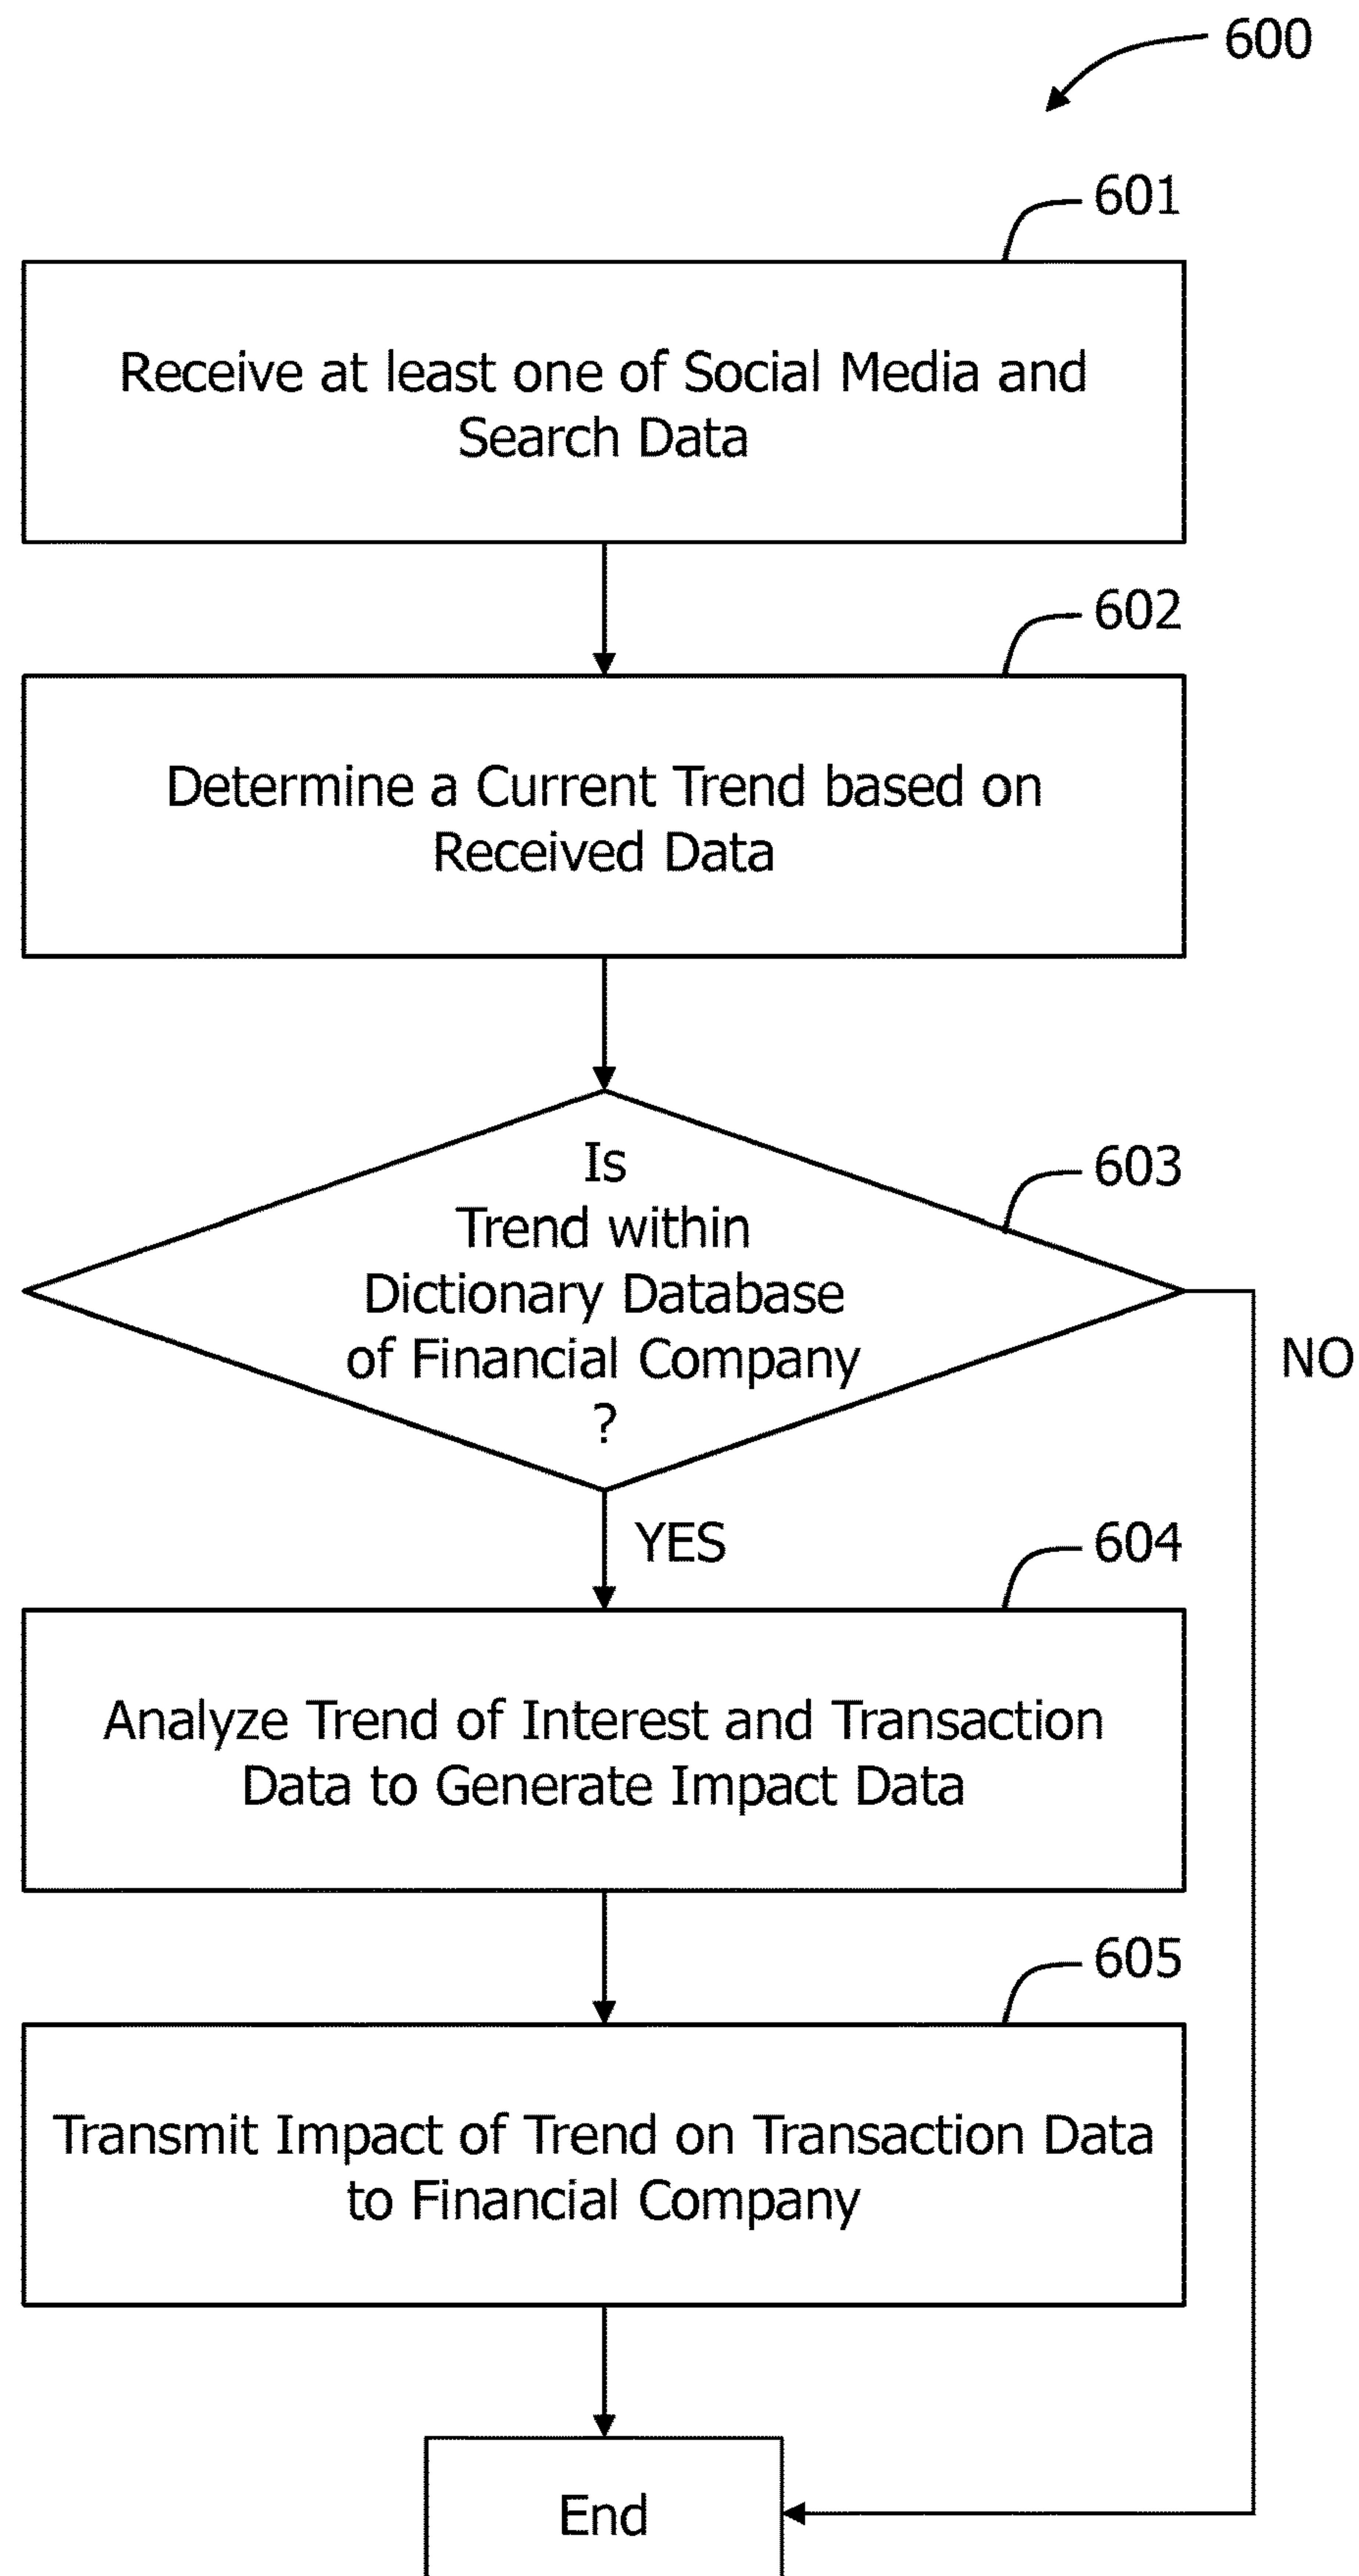 600
601
Receive at least one of Social Media and
Search Data
602
Determine a Current Trend based on
Received Data
603
Is
Trend within
Dictionary Database
of Financial Company
?
NO
YES
604
Analyze Trend of Interest and Transaction
Data to Generate Impact Data
605
Transmit Impact of Trend on Transaction Data
to Financial Company
End